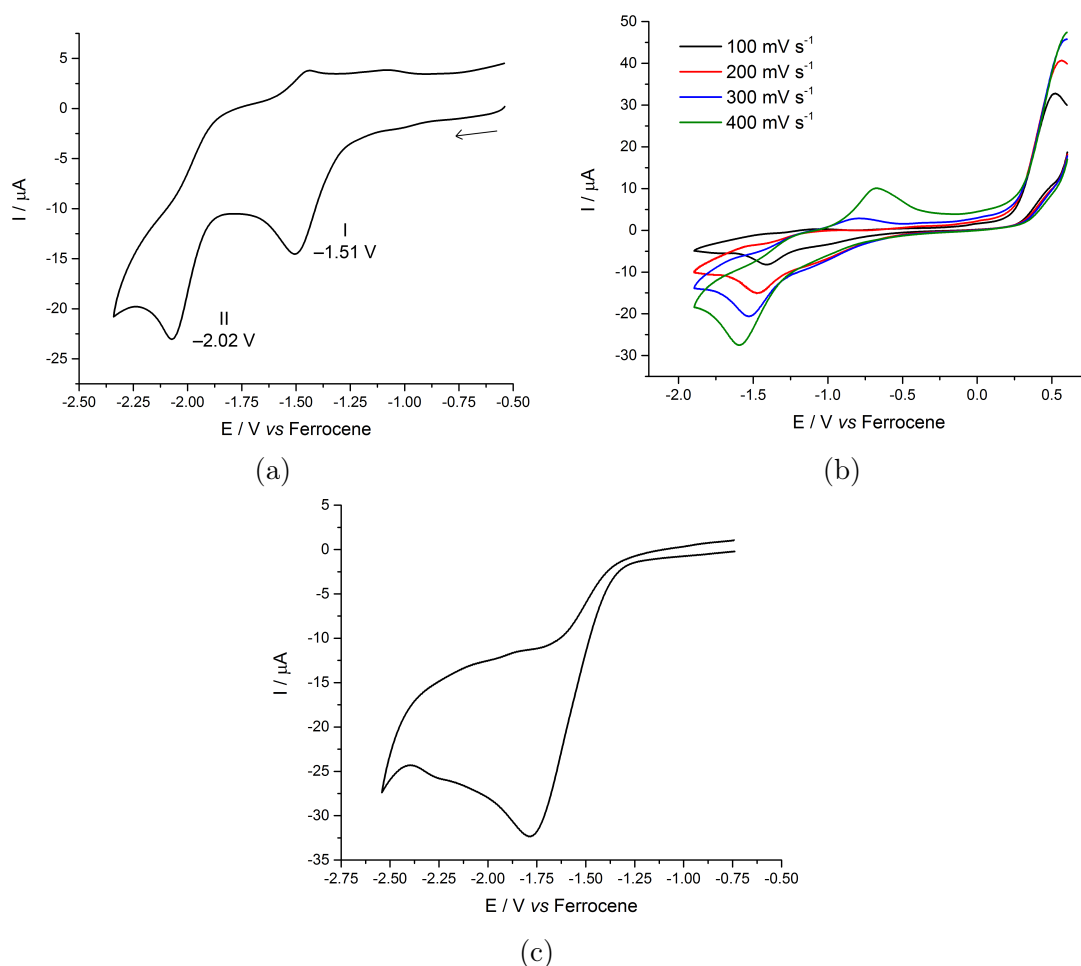 5
0
-5
-10
-15
-20
-25
I / μA
I
–1.51 V
II
–2.02 V
-2.50 -2.25 -2.00 -1.75 -1.50 -1.25 -1.00 -0.75 -0.50
E / V vs Ferrocene
(a)
50
40
30
20
10
0
-10
-20
-30
I / μA
100 mV s⁻¹
200 mV s⁻¹
300 mV s⁻¹
400 mV s⁻¹
-2.0 -1.5 -1.0 -0.5 0.0 0.5
E / V vs Ferrocene
(b)
5
0
-5
-10
-15
-20
-25
-30
-35
I / μA
-2.75 -2.50 -2.25 -2.00 -1.75 -1.50 -1.25 -1.00 -0.75 -0.50
E / V vs Ferrocene
(c)